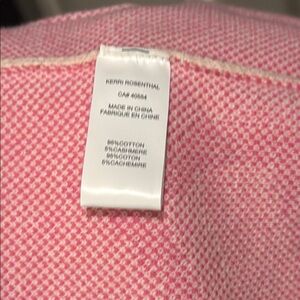 KERRI ROSENTHAL
CA# 40554
MADE IN CHINA
FABRIQUE EN CHINE
95%COTTON
5%CASHMERE
95%COTON
5%CACHEMIRE